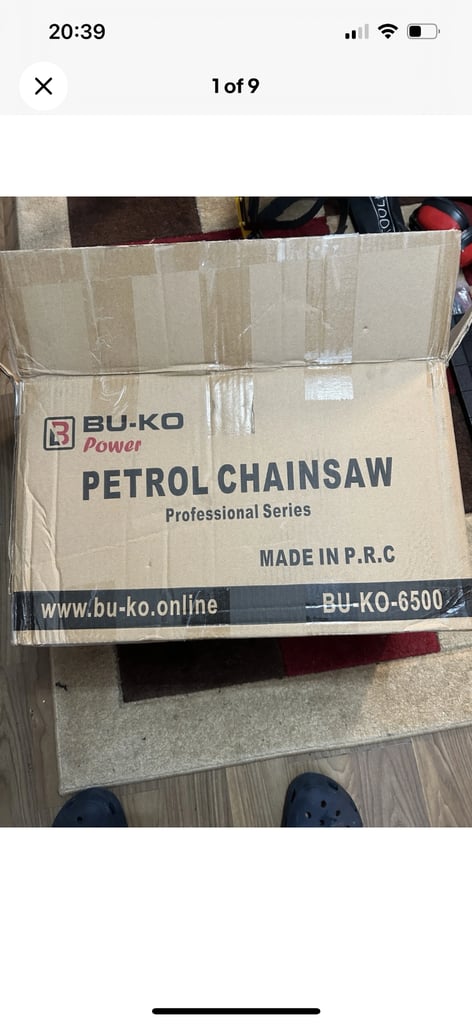 20:39
1 of 9
BU-KO
Power
PETROL CHAINSAW
Professional Series
MADE IN P.R.C
www.bu-ko.online
BU-KO-6500